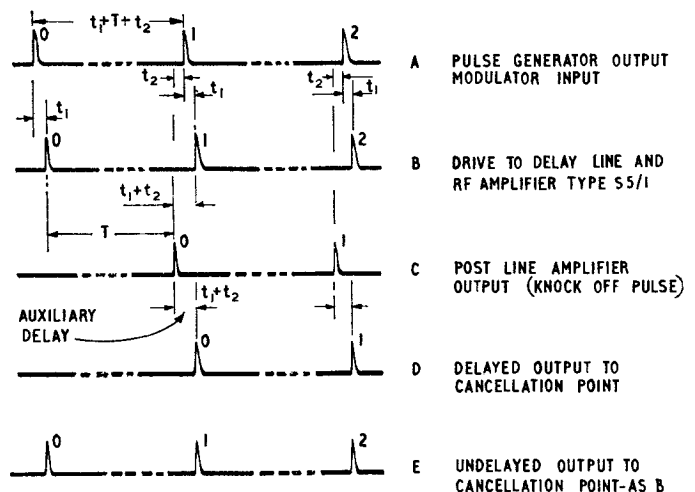 t₁+T+t₂
0
1
2
A PULSE GENERATOR OUTPUT
MODULATOR INPUT
t₂
t₁
t₂
t₁
t₁
0
1
2
B DRIVE TO DELAY LINE AND
RF AMPLIFIER TYPE S5/1
t₁+t₂
T
0
1
C POST LINE AMPLIFIER
OUTPUT (KNOCK OFF PULSE)
t₁+t₂
AUXILIARY
DELAY
0
1
D DELAYED OUTPUT TO
CANCELLATION POINT
0
1
2
E UNDELAYED OUTPUT TO
CANCELLATION POINT-AS B